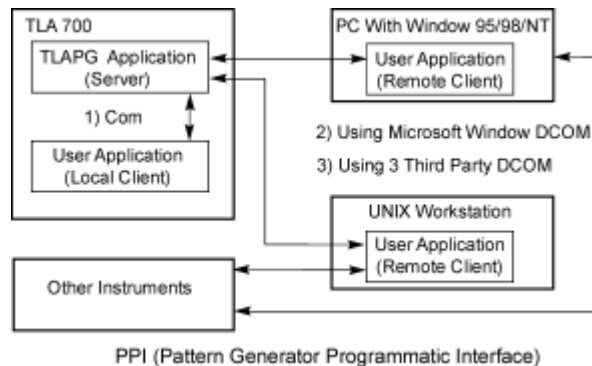 TLA 700
TLAPG Application
(Server)
1) Com
User Application
(Local Client)
PC With Window 95/98/NT
User Application
(Remote Client)
2) Using Microsoft Window DCOM
3) Using 3 Third Party DCOM
UNIX Workstation
User Application
(Remote Client)
Other Instruments
PPI (Pattern Generator Programmatic Interface)